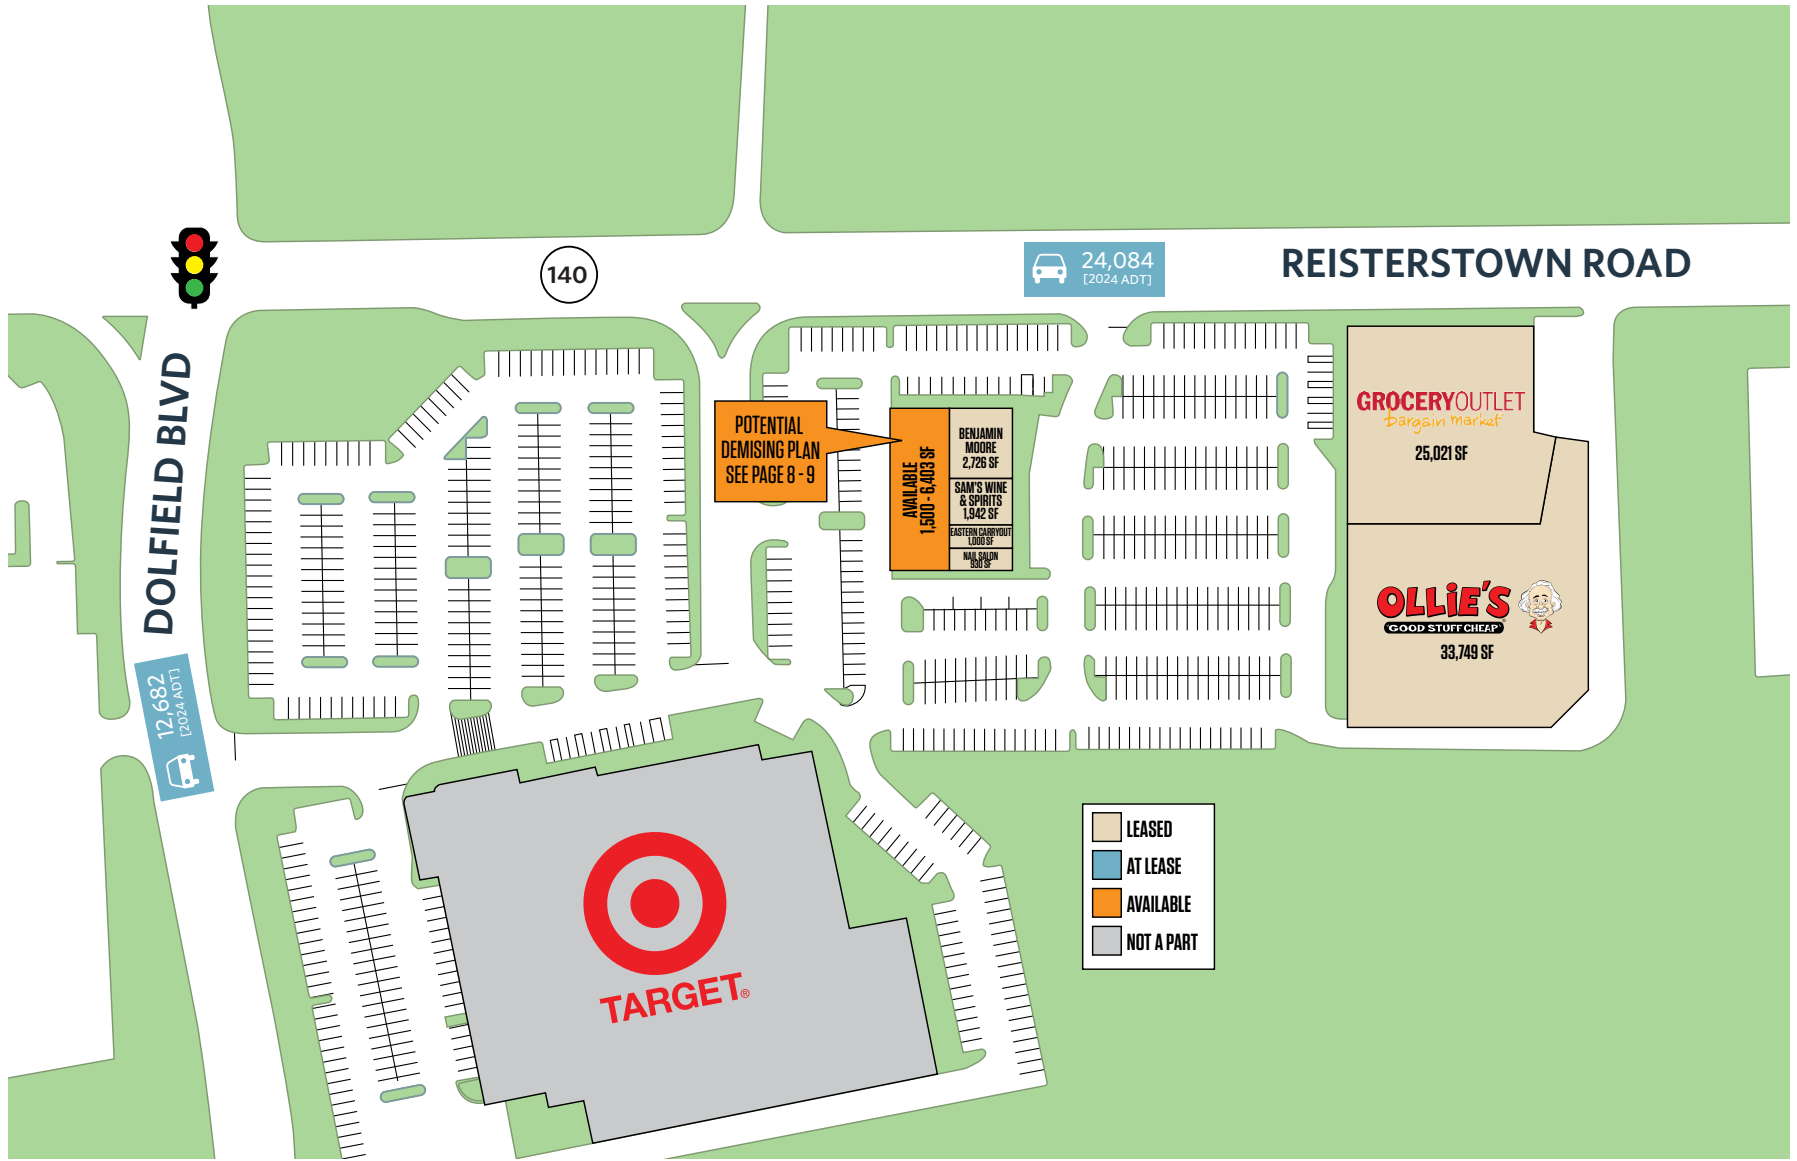 140
24,084
[2024 ADT]
REISTERSTOWN ROAD
DOLFIELD BLVD
12,682
[2024 ADT]
POTENTIAL
DEMISING PLAN
SEE PAGE 8 - 9
AVAILABLE
1,500 - 6,403 SF
BENJAMIN
MOORE
2,726 SF
SAM'S WINE
& SPIRITS
1,942 SF
EASTERN CARRYOUT
1,000 SF
NAIL SALON
930 SF
GROCERY OUTLET
bargain market
25,021 SF
OLLIE'S
GOOD STUFF CHEAP
33,749 SF
TARGET®
LEASED
AT LEASE
AVAILABLE
NOT A PART